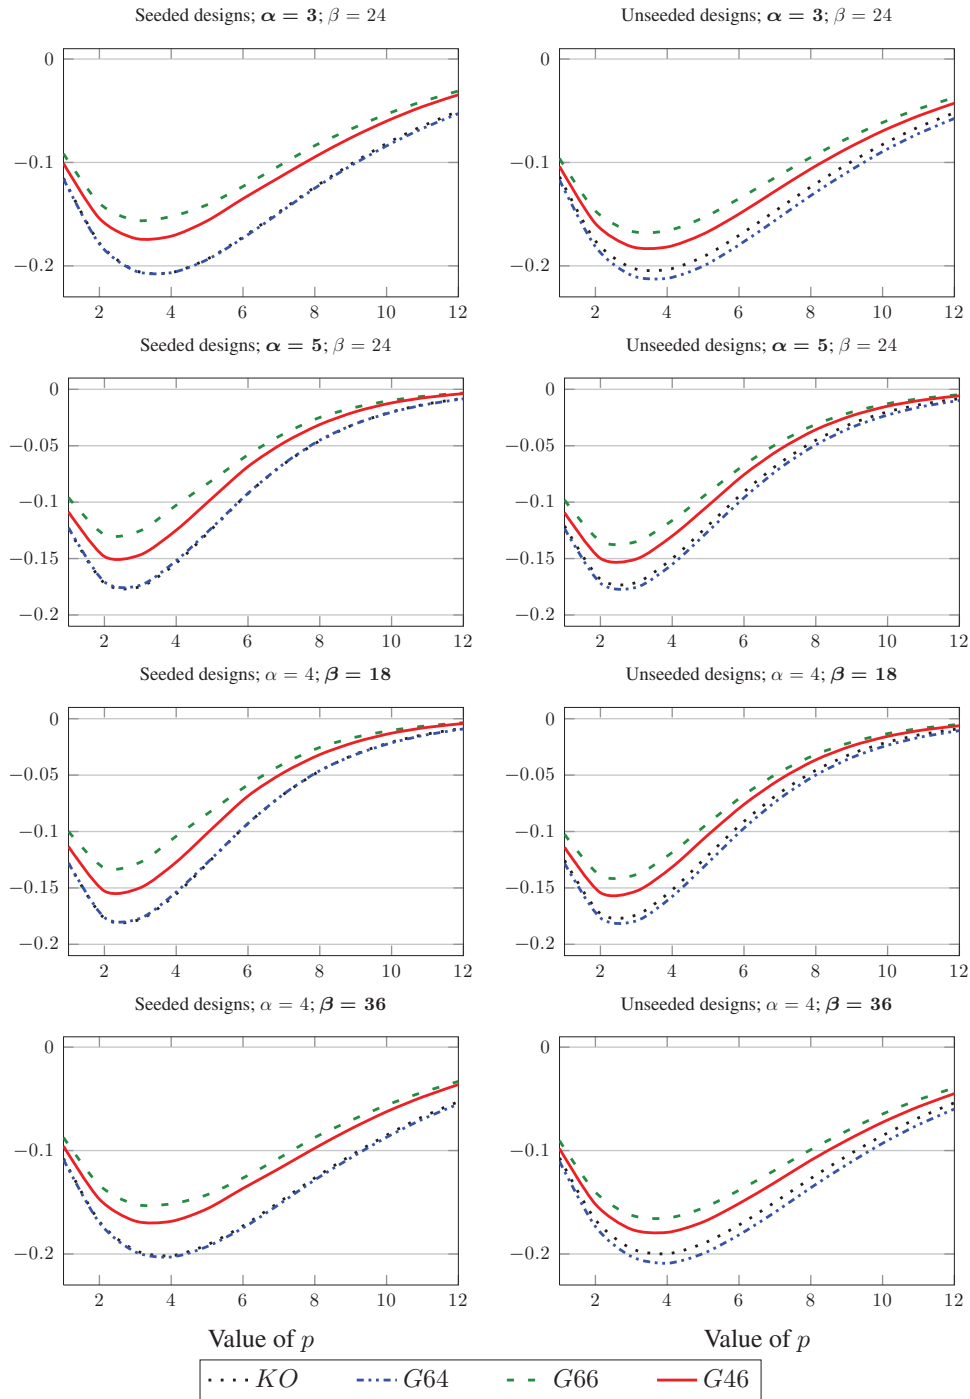 Seeded designs; α = 3; β = 24
Unseeded designs; α = 3; β = 24
0
−0.1
−0.2
2 4 6 8 10 12
0
−0.1
−0.2
2 4 6 8 10 12
Seeded designs; α = 5; β = 24
Unseeded designs; α = 5; β = 24
0
−0.05
−0.1
−0.15
−0.2
2 4 6 8 10 12
0
−0.05
−0.1
−0.15
−0.2
2 4 6 8 10 12
Seeded designs; α = 4; β = 18
Unseeded designs; α = 4; β = 18
0
−0.05
−0.1
−0.15
−0.2
2 4 6 8 10 12
0
−0.05
−0.1
−0.15
−0.2
2 4 6 8 10 12
Seeded designs; α = 4; β = 36
Unseeded designs; α = 4; β = 36
0
−0.1
−0.2
2 4 6 8 10 12
0
−0.1
−0.2
2 4 6 8 10 12
Value of p
Value of p
KO G64 G66 G46